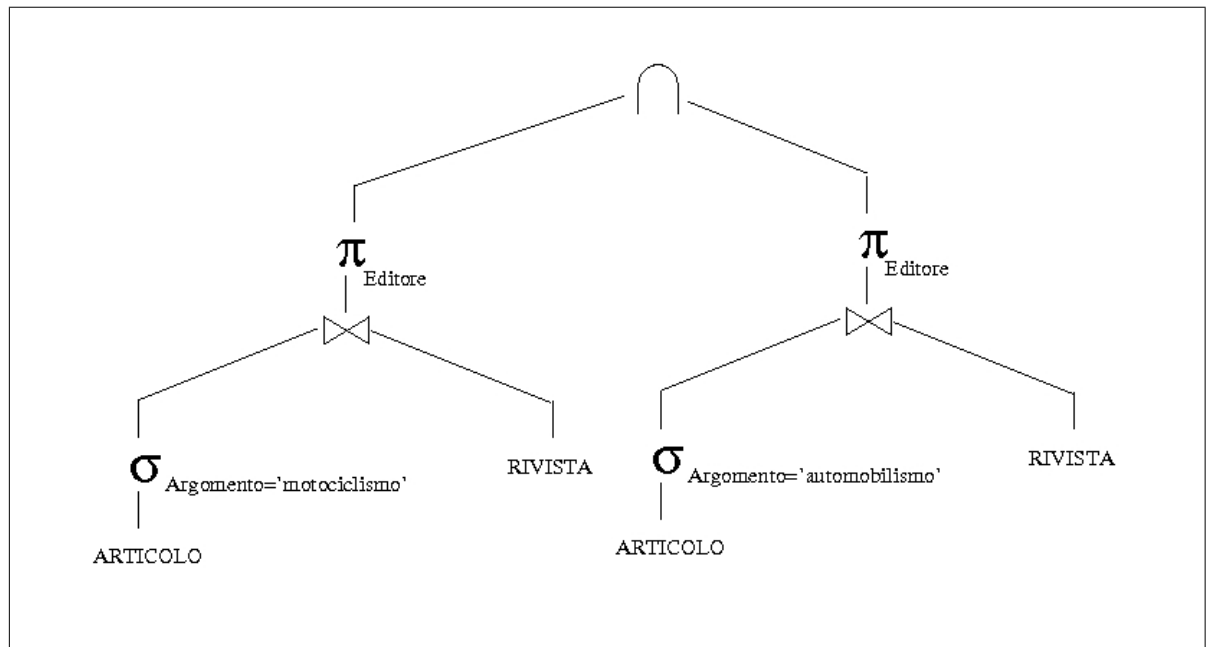 ∩
π Editore
π Editore
⋈
⋈
σ Argomento='motociclismo'
RIVISTA
σ Argomento='automobilismo'
RIVISTA
ARTICOLO
ARTICOLO